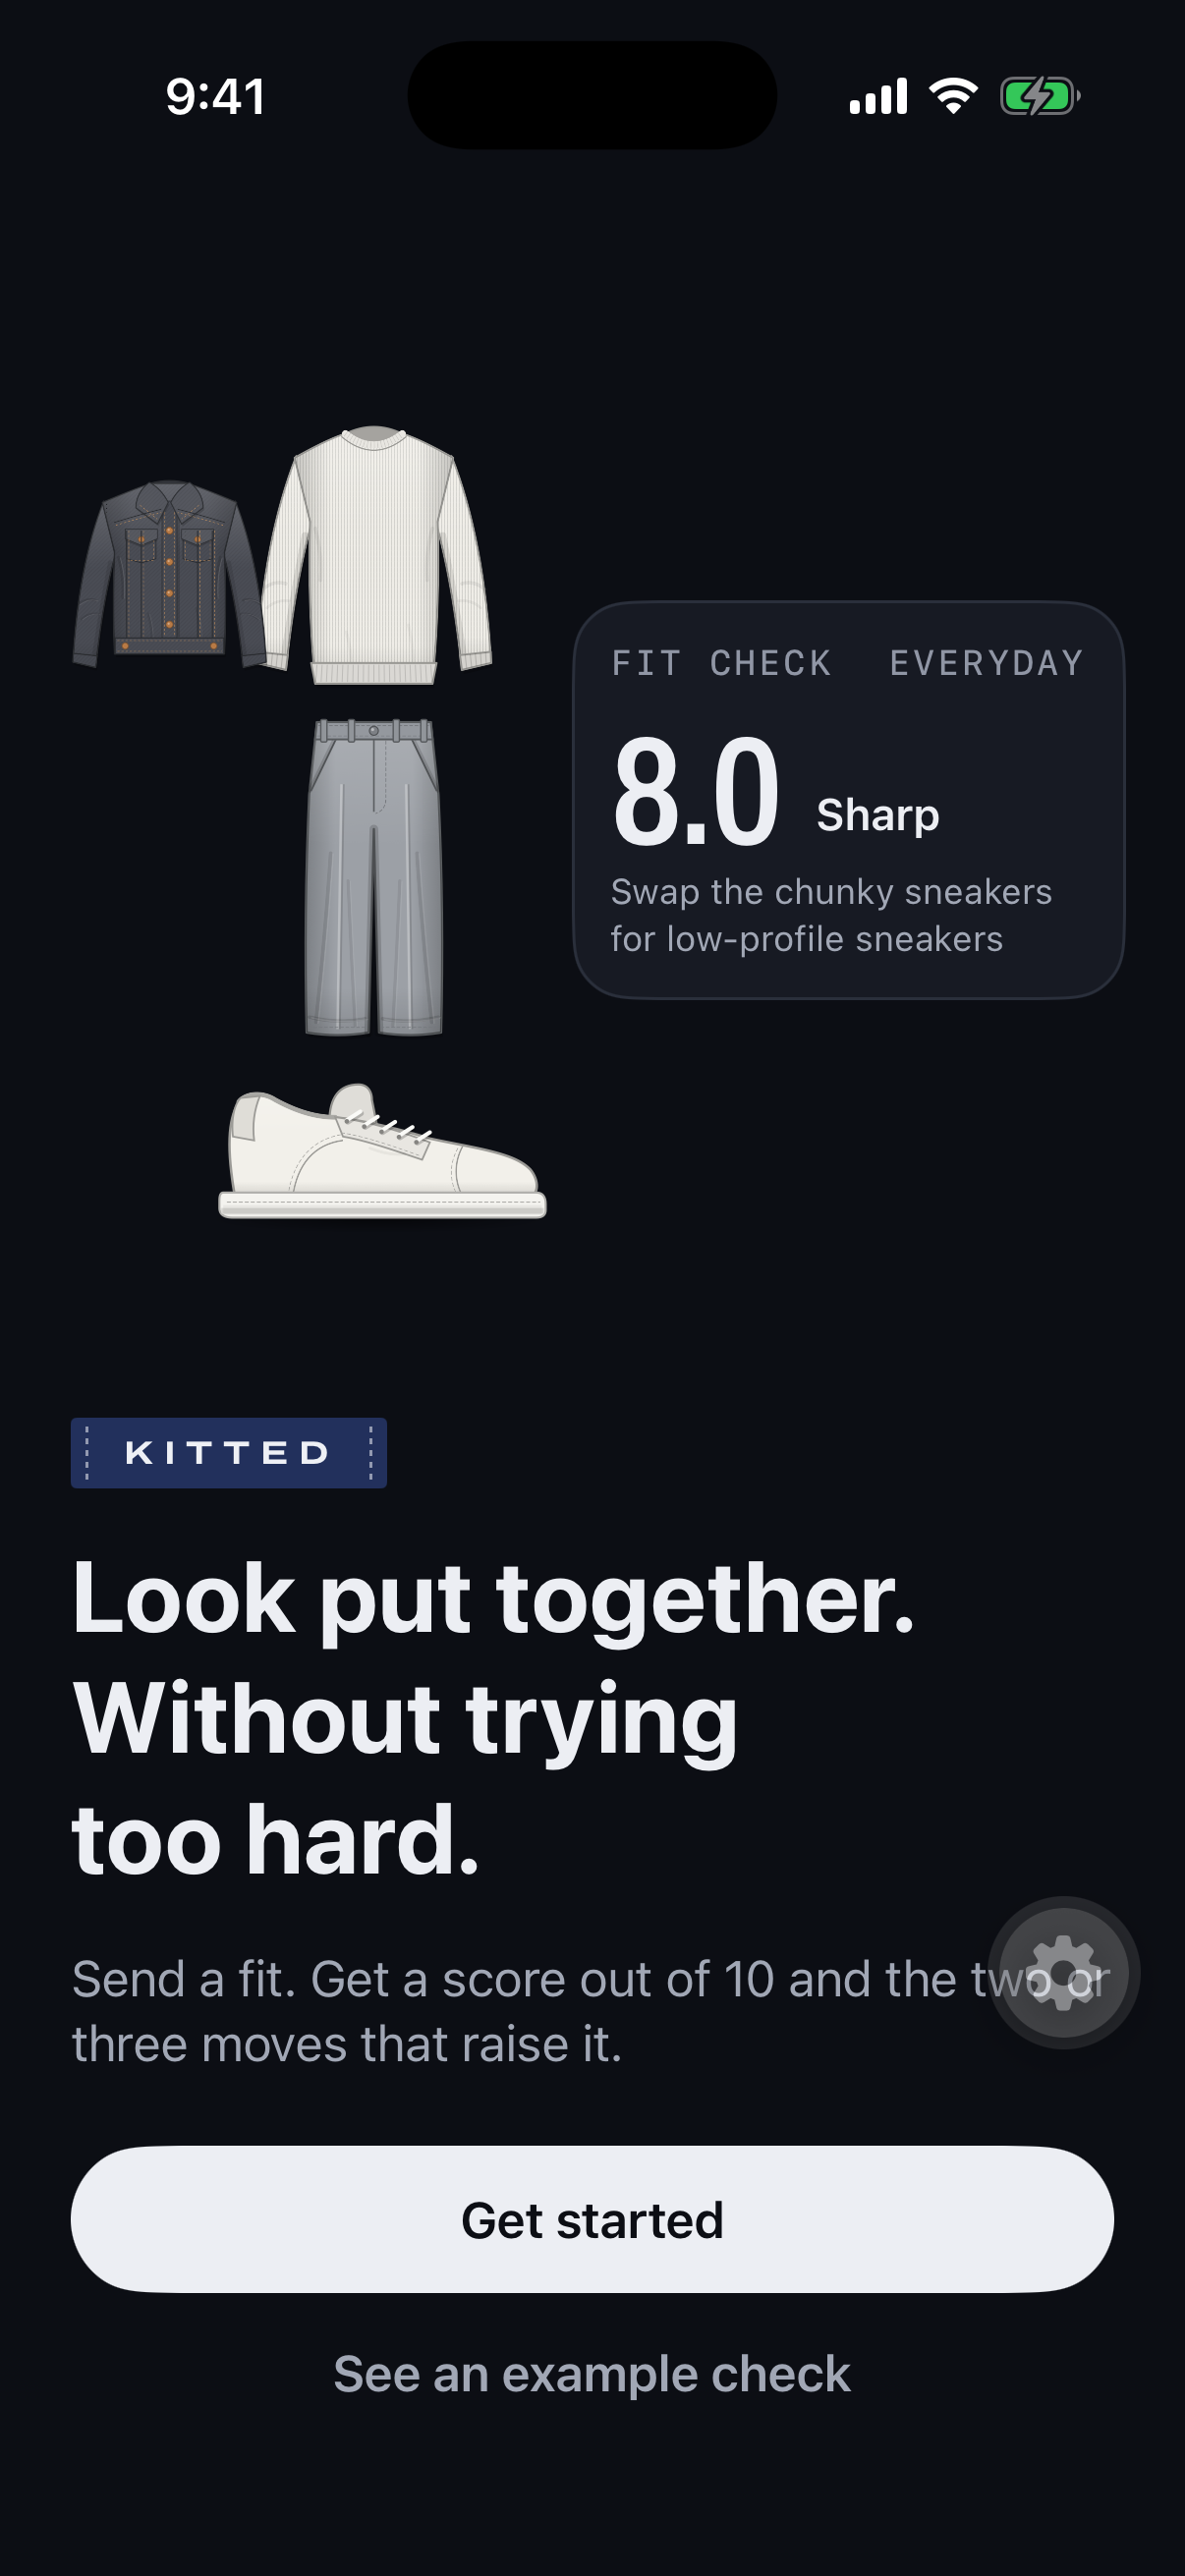 9:41
FIT CHECK EVERYDAY
8.0 Sharp
Swap the chunky sneakers
for low-profile sneakers
KITTED
Look put together.
Without trying
too hard.
Send a fit. Get a score out of 10 and the two or
three moves that raise it.
Get started
See an example check